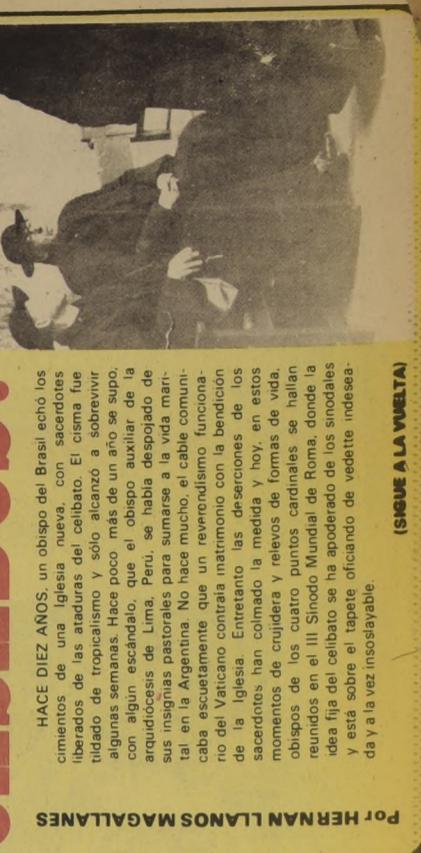 HACE DIEZ AÑOS, un obispo del Brasil echó los
cimientos de una Iglesia nueva, con sacerdotes
liberados de las ataduras del celibato. El cisma fue
tildado de tropicalismo y sólo alcanzó a sobrevivir
algunas semanas. Hace poco más de un año se supo,
con algún escándalo, que el obispo auxiliar de la
arquidiócesis de Lima, Perú, se había despojado de
sus insignias pastorales para sumarse a la vida mari-
tal en la Argentina. No hace mucho, el cable comuni-
caba escuetamente que un reverendísimo funciona-
rio del Vaticano contraía matrimonio con la bendición
de la Iglesia. Entretanto las deserciones de los
sacerdotes han colmado la medida y hoy, en estos
momentos de crujidera y relevos de formas de vida,
obispos de los cuatro puntos cardinales se hallan
reunidos en el III Sínodo Mundial de Roma, donde la
idea fija del celibato se ha apoderado de los sinodales
y está sobre el tapete oficiando de vedette indesea-
da y a la vez insoslayable.
(SIGUE A LA VUELTA)
Por HERNAN LLANOS MAGALLANES